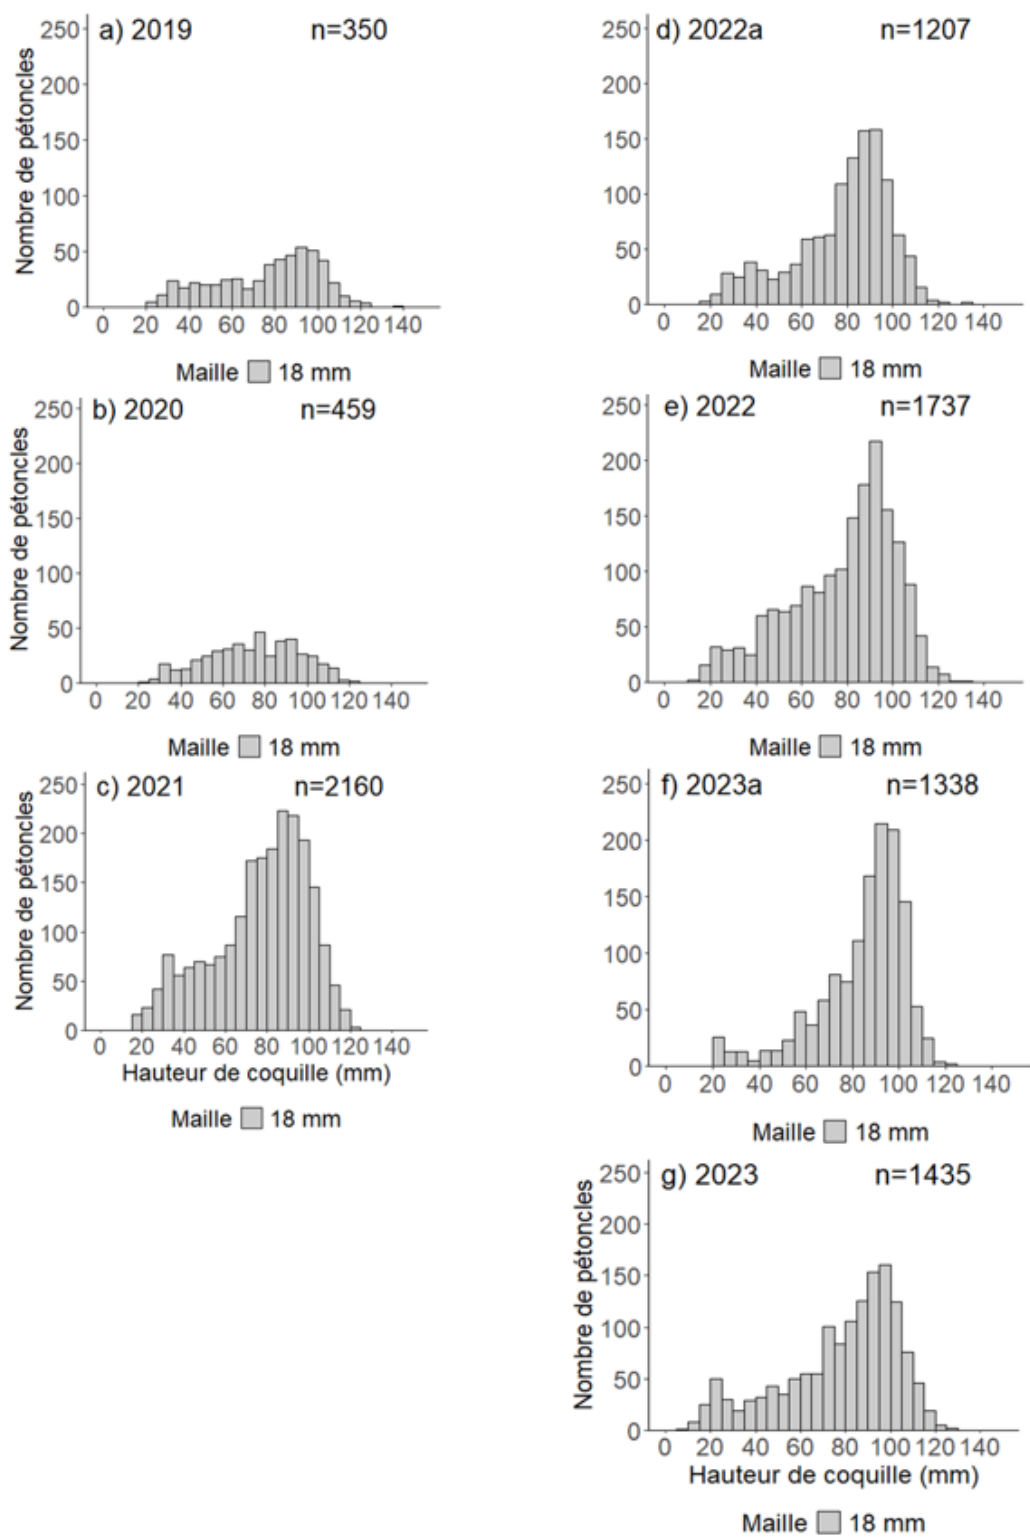 a) 2019 n=350
Nombre de pétoncles
250
200
150
100
50
0
0 20 40 60 80 100 120 140
Maille 18 mm
b) 2020 n=459
Nombre de pétoncles
250
200
150
100
50
0
0 20 40 60 80 100 120 140
Maille 18 mm
c) 2021 n=2160
Nombre de pétoncles
250
200
150
100
50
0
0 20 40 60 80 100 120 140
Hauteur de coquille (mm)
Maille 18 mm
d) 2022a n=1207
250
200
150
100
50
0
0 20 40 60 80 100 120 140
Maille 18 mm
e) 2022 n=1737
250
200
150
100
50
0
0 20 40 60 80 100 120 140
Maille 18 mm
f) 2023a n=1338
250
200
150
100
50
0
0 20 40 60 80 100 120 140
Maille 18 mm
g) 2023 n=1435
Nombre de pétoncles
250
200
150
100
50
0
0 20 40 60 80 100 120 140
Hauteur de coquille (mm)
Maille 18 mm